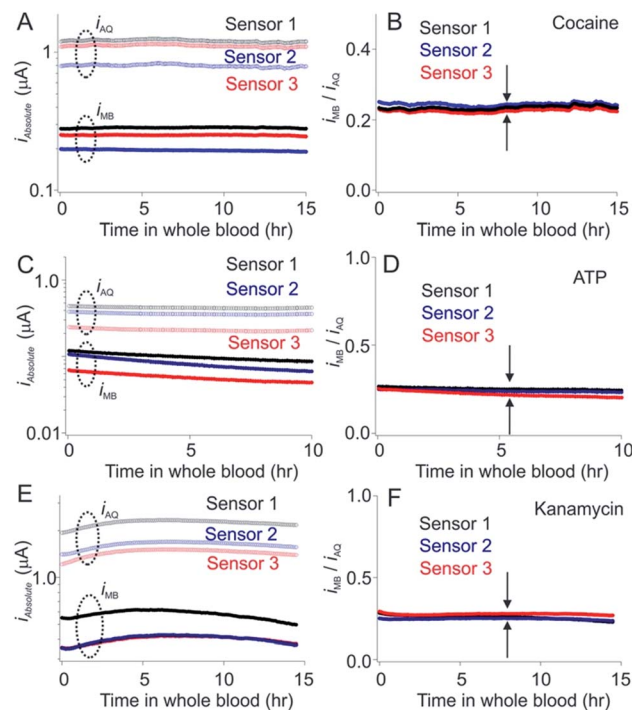 A
iAQ
Sensor 1
Sensor 2
Sensor 3
iMB
iAbsolute (µA)
1
0.1
0 5 10 15
Time in whole blood (hr)
B
Cocaine
Sensor 1
Sensor 2
Sensor 3
iMB / iAQ
0.4
0.2
0.0
0 5 10 15
Time in whole blood (hr)
C
Sensor 1
Sensor 2
iAQ
Sensor 3
iMB
iAbsolute (µA)
1.0
0.01
0 5 10
Time in whole blood (hr)
D
ATP
Sensor 1
Sensor 2
Sensor 3
iMB / iAQ
1.0
0.5
0.0
0 5 10
Time in whole blood (hr)
E
iAQ
Sensor 1
Sensor 2
Sensor 3
iMB
iAbsolute (µA)
1.0
0 5 10 15
Time in whole blood (hr)
F
Kanamycin
Sensor 1
Sensor 2
Sensor 3
iMB / iAQ
1.0
0.5
0.0
0 5 10 15
Time in whole blood (hr)